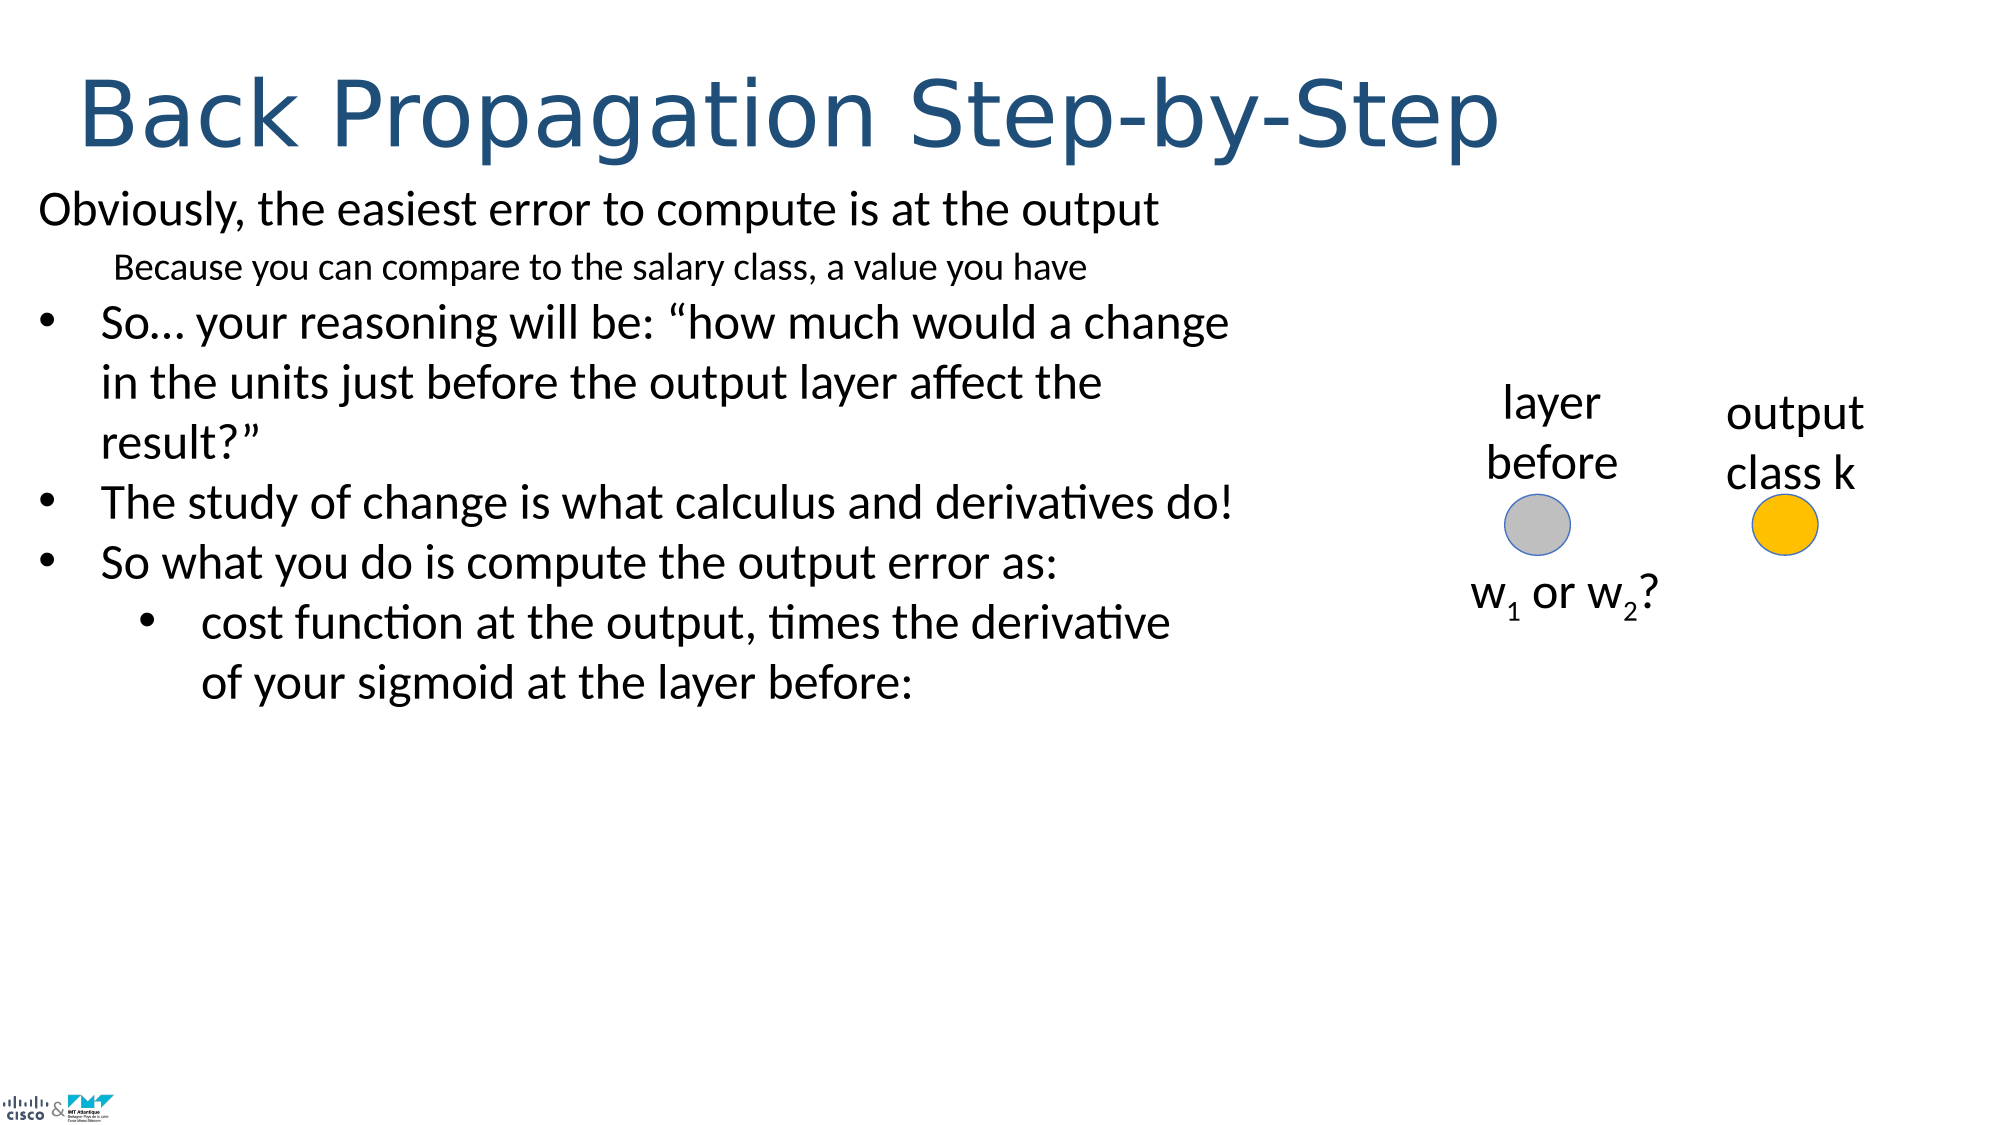 Back Propagation Step-by-Step
Obviously, the easiest error to compute is at the output
Because you can compare to the salary class, a value you have
• So… your reasoning will be: “how much would a change
in the units just before the output layer affect the
result?”
• The study of change is what calculus and derivatives do!
• So what you do is compute the output error as:
• cost function at the output, times the derivative
of your sigmoid at the layer before:
layer
before
output
class k
w₁ or w₂?
CISCO & IMT Atlantique